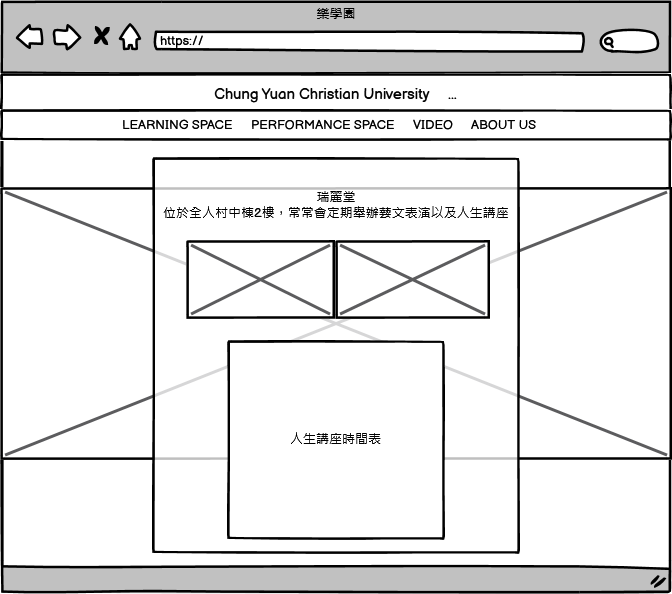 樂學園
https://
Chung Yuan Christian University ...
LEARNING SPACE PERFORMANCE SPACE VIDEO ABOUT US
瑞麗堂
位於全人村中棟2樓，常常會定期舉辦藝文表演以及人生講座
人生講座時間表